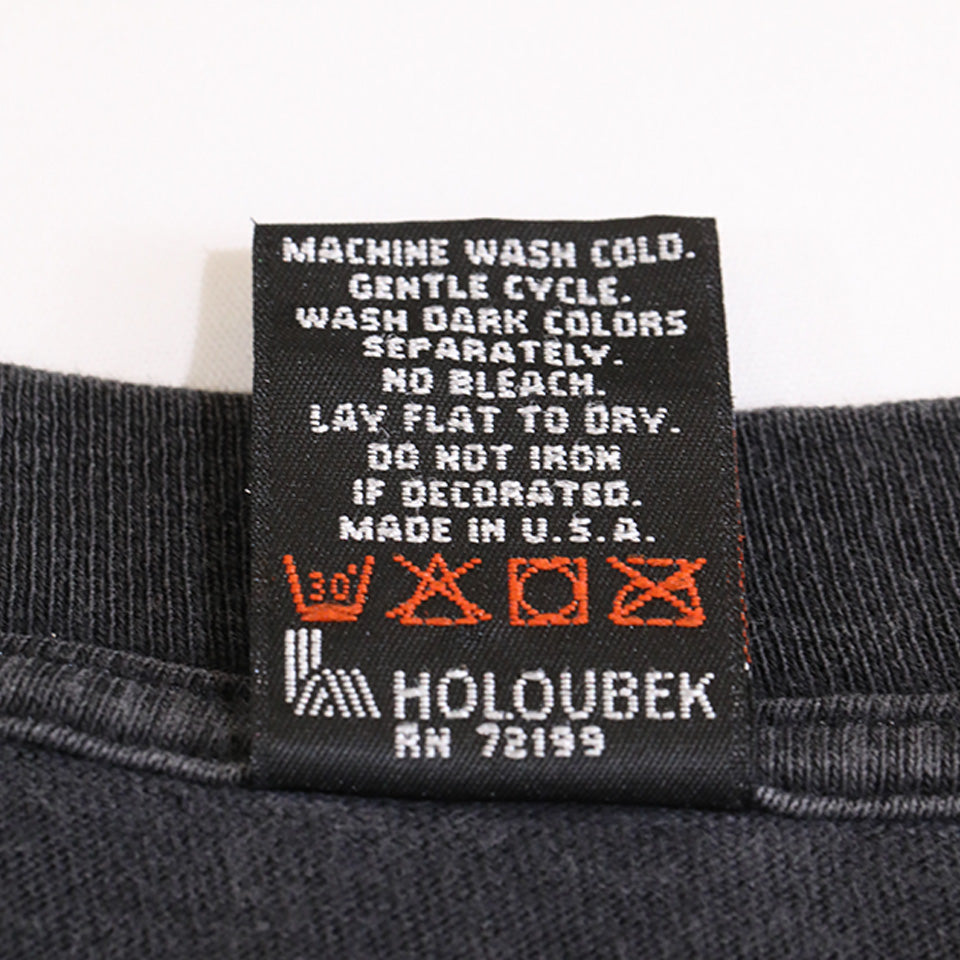 MACHINE WASH COLD.
GENTLE CYCLE.
WASH DARK COLORS
SEPARATELY.
NO BLEACH.
LAY FLAT TO DRY.
DO NOT IRON
IF DECORATED.
MADE IN U.S.A.
30°
HOLOUBEK
RN 72199